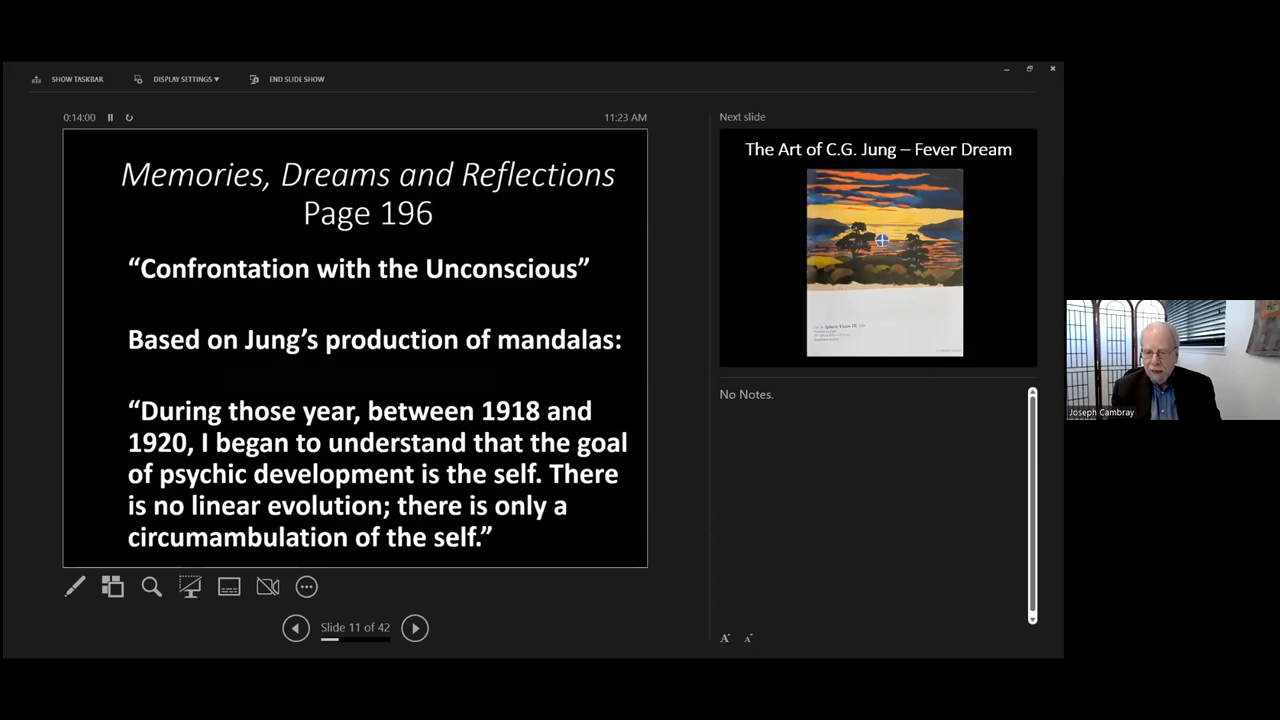 SHOW TASKBAR
DISPLAY SETTINGS ▾
END SLIDE SHOW
0:14:00
11:23 AM
Memories, Dreams and Reflections
Page 196
“Confrontation with the Unconscious”
Based on Jung’s production of mandalas:
“During those year, between 1918 and
1920, I began to understand that the goal
of psychic development is the self. There
is no linear evolution; there is only a
circumambulation of the self.”
Slide 11 of 42
Next slide
The Art of C.G. Jung – Fever Dream
No Notes.
A A
Joseph Cambray